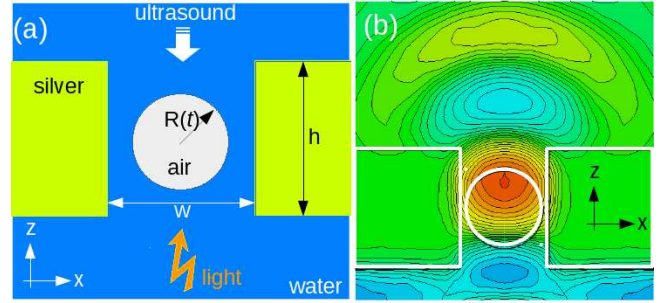 (a)
ultrasound
silver
R(t)
air
h
w
z
x
light
water
(b)
z
x